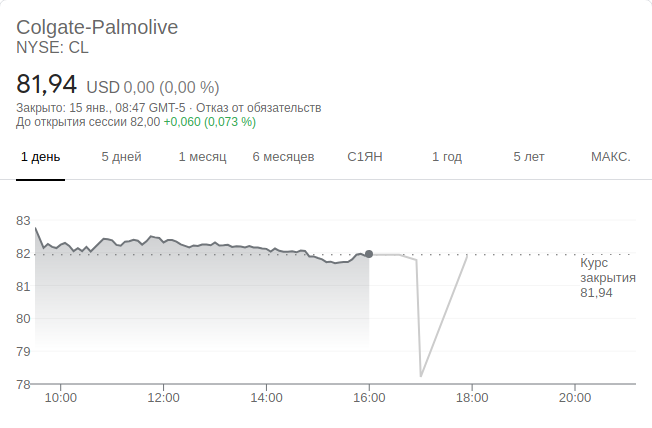 Colgate-Palmolive
NYSE: CL
81,94 USD 0,00 (0,00 %)
Закрыто: 15 янв., 08:47 GMT-5 · Отказ от обязательств
До открытия сессии 82,00 +0,060 (0,073 %)
1 день 5 дней 1 месяц 6 месяцев С1ЯН 1 год 5 лет МАКС.
83
82
81
80
79
78
Курс
закрытия
81,94
10:00 12:00 14:00 16:00 18:00 20:00